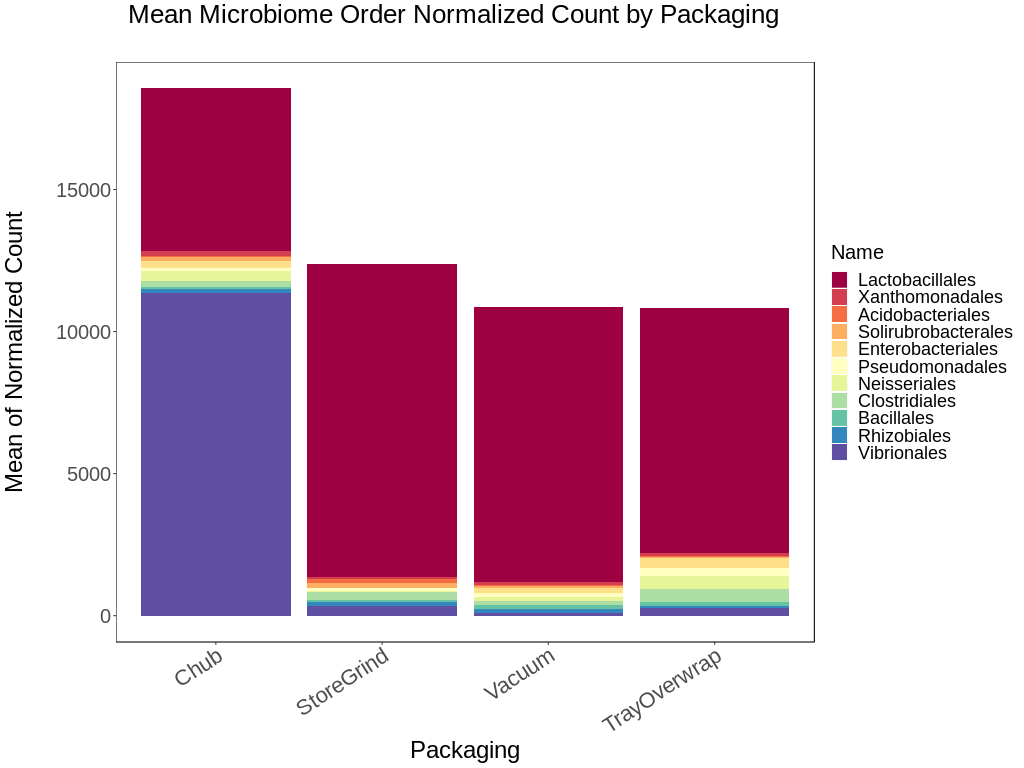 Mean Microbiome Order Normalized Count by Packaging
Mean of Normalized Count
15000
10000
5000
0
Chub
StoreGrind
Vacuum
TrayOverwrap
Packaging
Name
Lactobacillales
Xanthomonadales
Acidobacteriales
Solirubrobacterales
Enterobacteriales
Pseudomonadales
Neisseriales
Clostridiales
Bacillales
Rhizobiales
Vibrionales